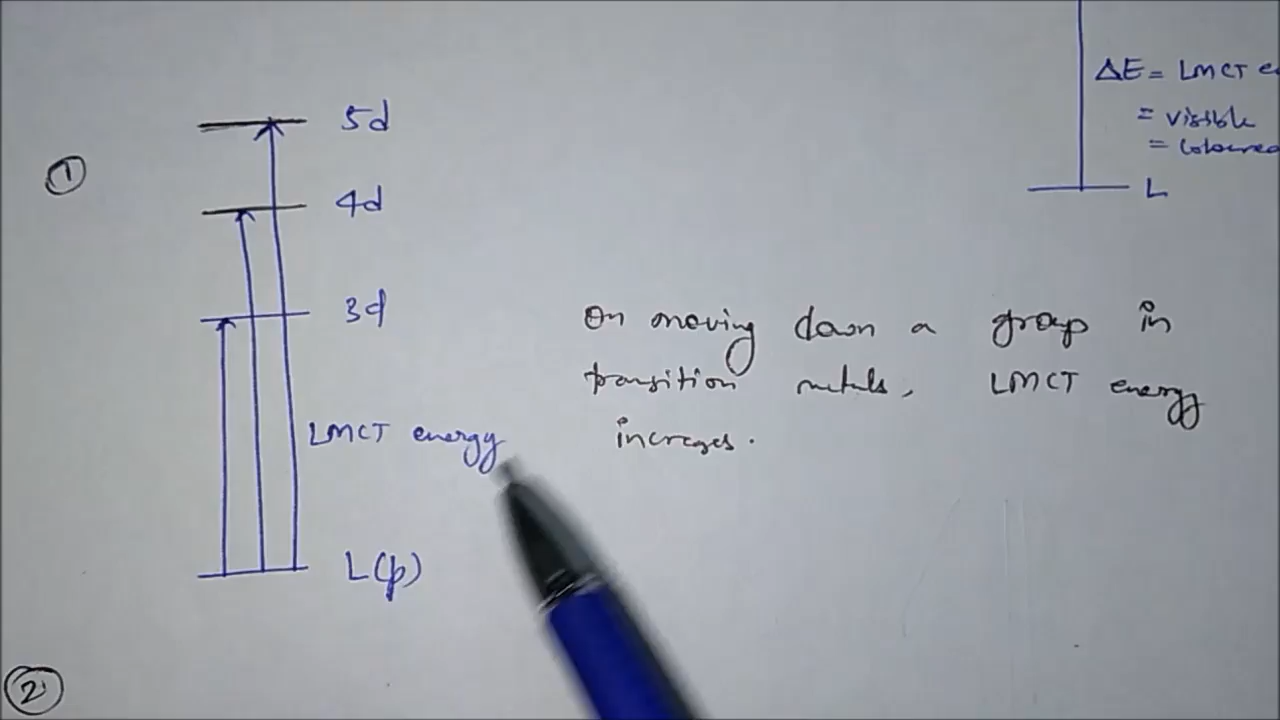 5d
①
4d
3d
LMCT energy
L(p)
②
ΔE = LMCT e
= visible
= Coloured
L
On moving down a group in
transition metals, LMCT energy
increases.